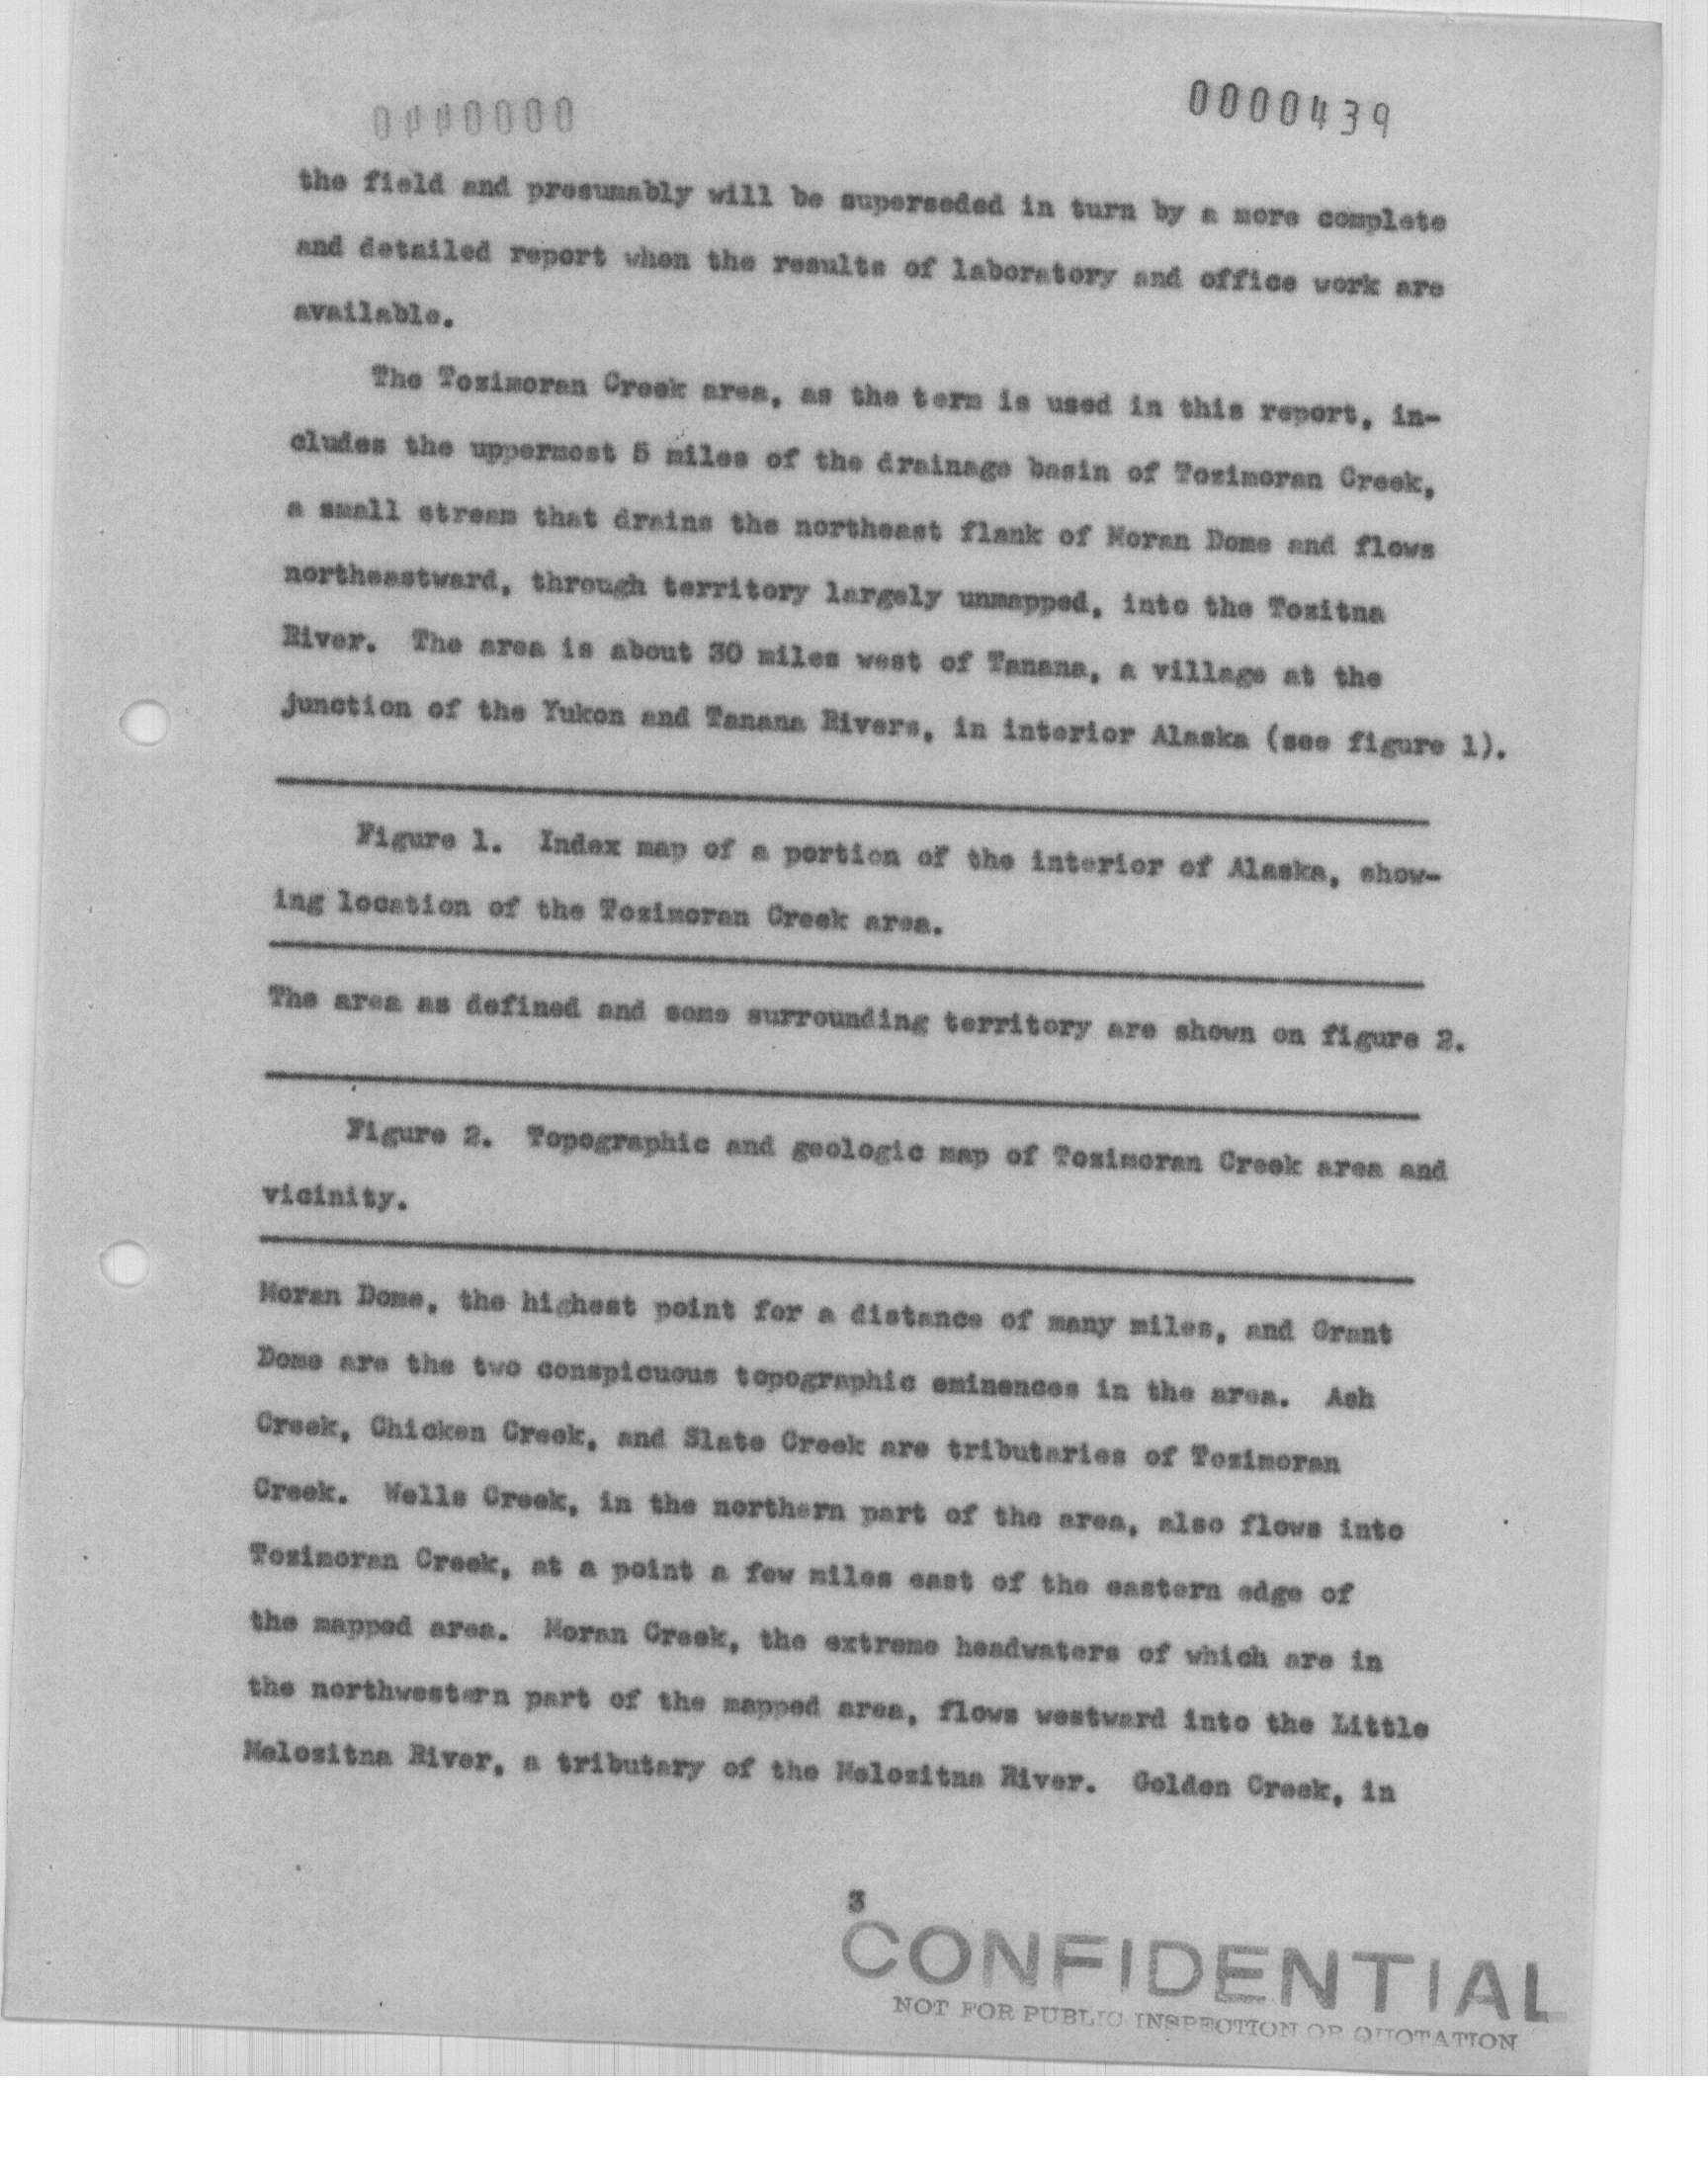 0000000
0000439
the field and presumably will be superseded in turn by a more complete
and detailed report when the results of laboratory and office work are
available.
The Tozimoran Creek area, as the term is used in this report, in-
cludes the uppermost 5 miles of the drainage basin of Tozimoran Creek,
a small stream that drains the northeast flank of Moran Dome and flows
northeastward, through territory largely unmapped, into the Tozitna
River. The area is about 30 miles west of Tanana, a village at the
junction of the Yukon and Tanana Rivers, in interior Alaska (see figure 1).
Figure 1. Index map of a portion of the interior of Alaska, show-
ing location of the Tozimoran Creek area.
The area as defined and some surrounding territory are shown on figure 2.
Figure 2. Topographic and geologic map of Tozimoran Creek area and
vicinity.
Moran Dome, the highest point for a distance of many miles, and Grant
Dome are the two conspicuous topographic eminences in the area. Ash
Creek, Chicken Creek, and Slate Creek are tributaries of Tozimoran
Creek. Wells Creek, in the northern part of the area, also flows into
Tozimoran Creek, at a point a few miles east of the eastern edge of
the mapped area. Moran Creek, the extreme headwaters of which are in
the northwestern part of the mapped area, flows westward into the Little
Melozitna River, a tributary of the Melozitna River. Golden Creek, in
3
CONFIDENTIAL
NOT FOR PUBLIC INSPECTION OR QUOTATION